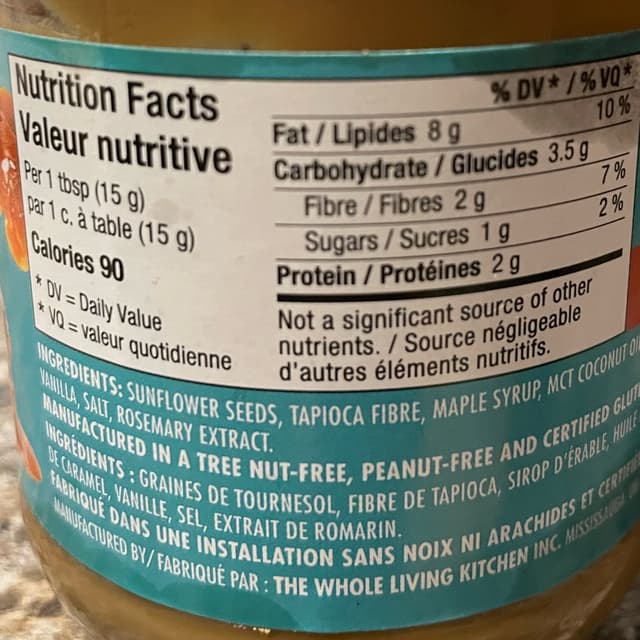 Nutrition Facts
Valeur nutritive
Per 1 tbsp (15 g)
par 1 c. à table (15 g)
Calories 90
* DV = Daily Value
* VQ = valeur quotidienne
% DV* / % VQ*
Fat / Lipides 8 g 10 %
Carbohydrate / Glucides 3.5 g
Fibre / Fibres 2 g 7 %
Sugars / Sucres 1 g 2 %
Protein / Protéines 2 g
Not a significant source of other
nutrients. / Source négligeable
d'autres éléments nutritifs.
INGREDIENTS: SUNFLOWER SEEDS, TAPIOCA FIBRE, MAPLE SYRUP, MCT COCONUT
VANILLA, SALT, ROSEMARY EXTRACT.
MANUFACTURED IN A TREE NUT-FREE, PEANUT-FREE AND CERTIFIED
INGRÉDIENTS : GRAINES DE TOURNESOL, FIBRE DE TAPIOCA, SIROP D'ÉRABLE, HUILE
DE CARAMEL, VANILLE, SEL, EXTRAIT DE ROMARIN.
FABRIQUÉ DANS UNE INSTALLATION SANS NOIX NI ARACHIDES ET
MANUFACTURED BY / FABRIQUÉ PAR : THE WHOLE LIVING KITCHEN INC.